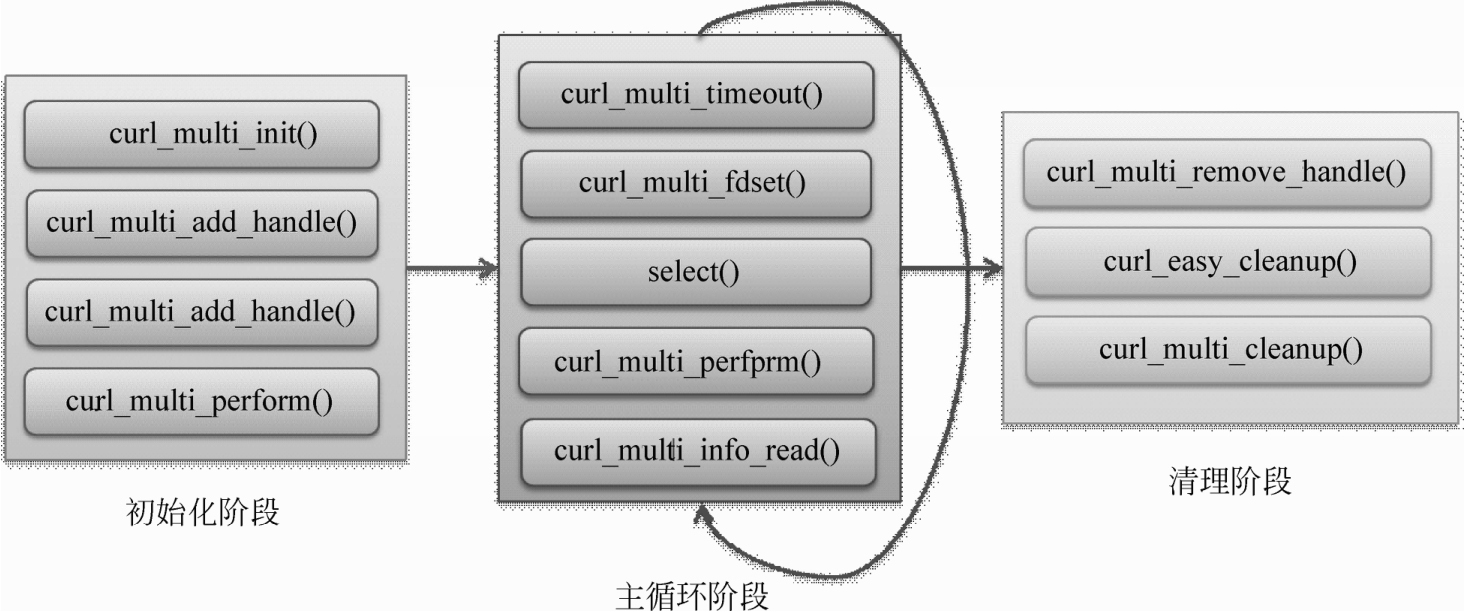 curl_multi_init()
curl_multi_add_handle()
curl_multi_add_handle()
curl_multi_perform()
初始化阶段
curl_multi_timeout()
curl_multi_fdset()
select()
curl_multi_perfprm()
curl_multi_info_read()
主循环阶段
curl_multi_remove_handle()
curl_easy_cleanup()
curl_multi_cleanup()
清理阶段